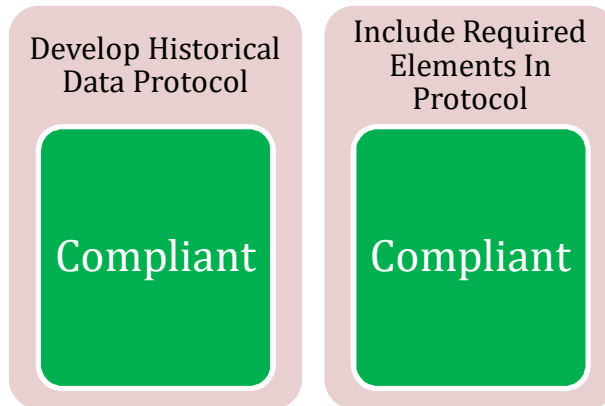 Develop Historical
Data Protocol
Compliant
Include Required
Elements In
Protocol
Compliant